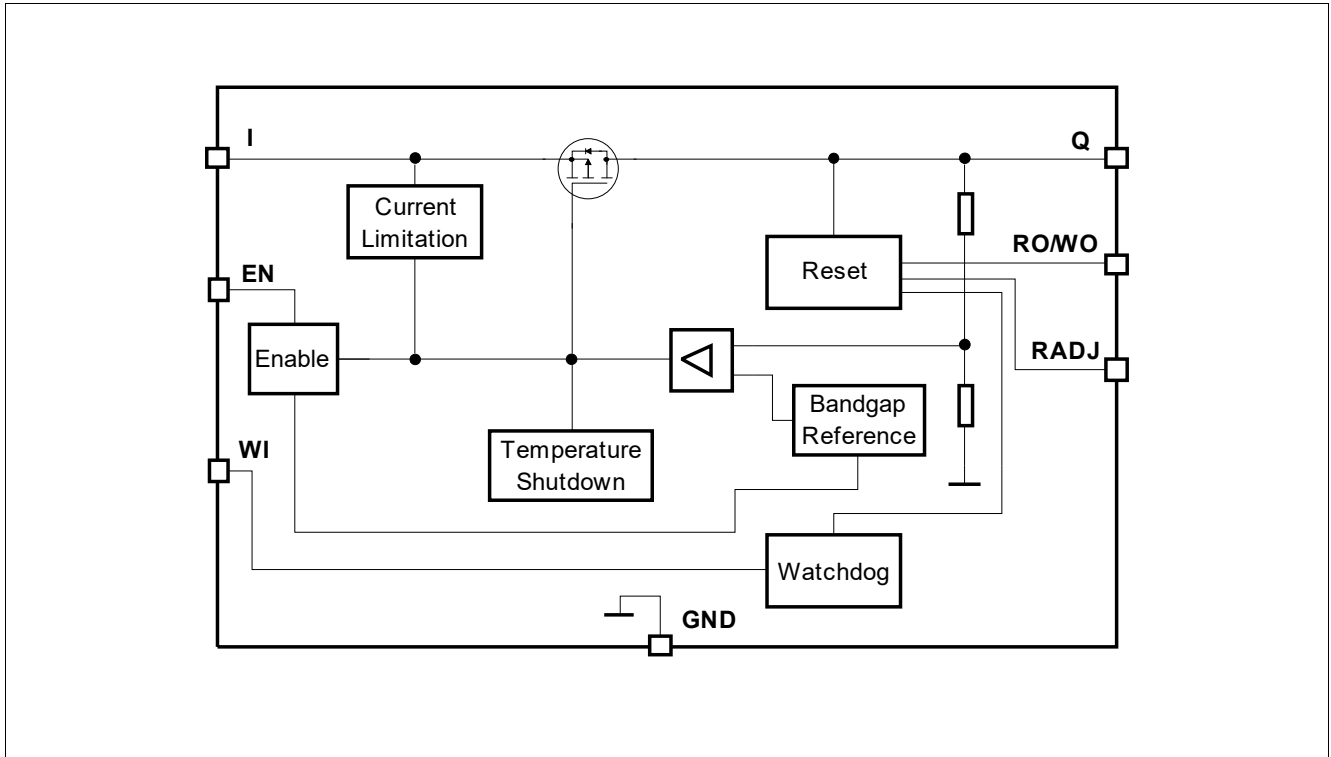 I
Q
Current
Limitation
RO/WO
Reset
EN
Enable
RADJ
Bandgap
Reference
WI
Temperature
Shutdown
Watchdog
GND